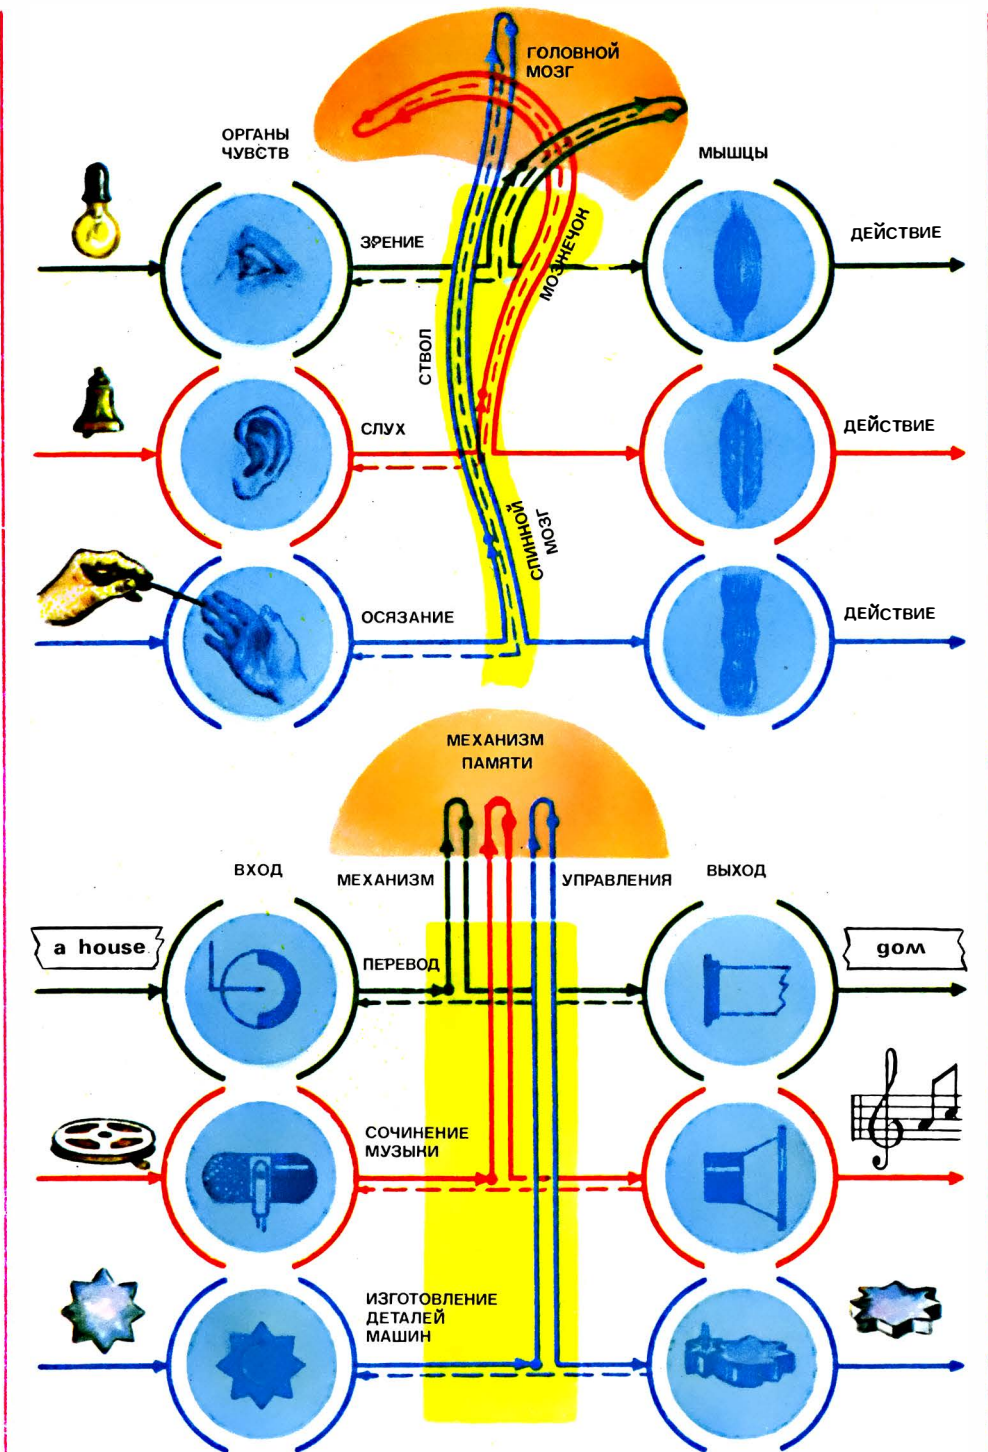 ГОЛОВНОЙ
МОЗГ
ОРГАНЫ
ЧУВСТВ
МЫШЦЫ
ЗРЕНИЕ
МОЗЖЕЧОК
ДЕЙСТВИЕ
СТВОЛ
СЛУХ
ДЕЙСТВИЕ
СПИННОЙ
МОЗГ
ОСЯЗАНИЕ
ДЕЙСТВИЕ
МЕХАНИЗМ
ПАМЯТИ
ВХОД
МЕХАНИЗМ
УПРАВЛЕНИЯ
ВЫХОД
a house
ПЕРЕВОД
дом
СОЧИНЕНИЕ
МУЗЫКИ
ИЗГОТОВЛЕНИЕ
ДЕТАЛЕЙ
МАШИН